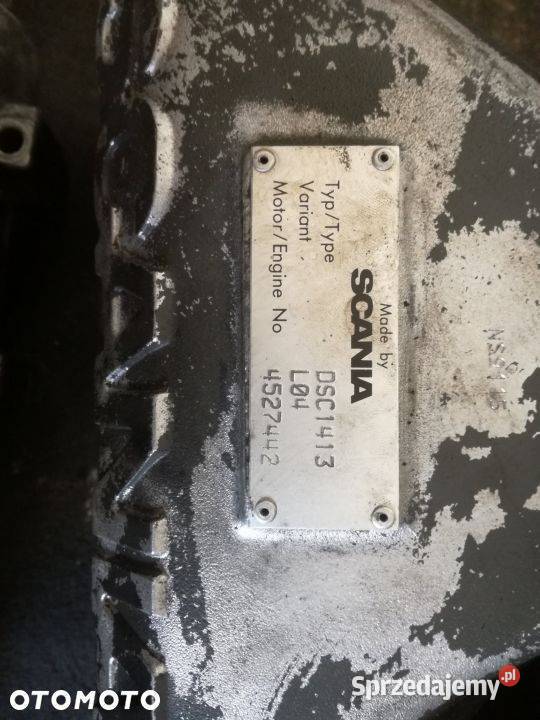 Made by
SCANIA
Typ/Type DSC1413
Variant L04
Motor/Engine No 4527442
OTOMOTO
Sprzedajemy.pl